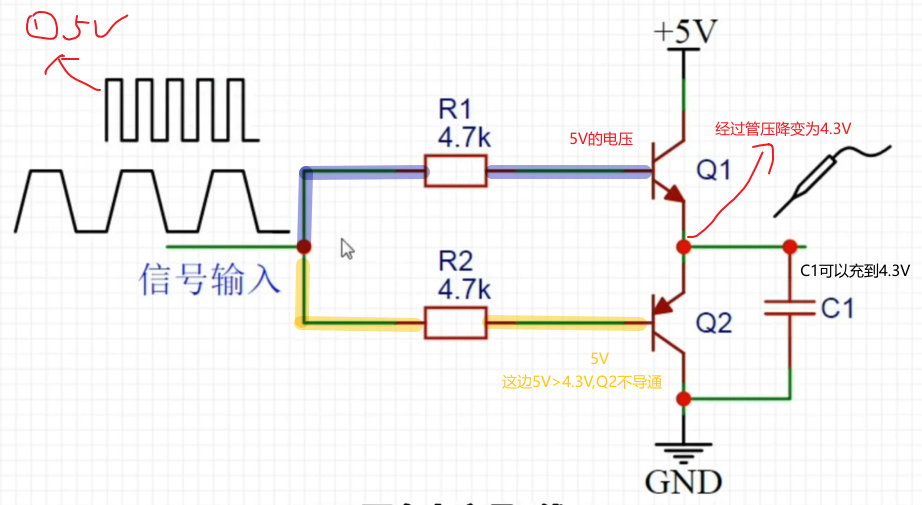 ①5V
+5V
R1
4.7k
5V的电压
经过管压降变为4.3V
Q1
信号输入
R2
4.7k
C1可以充到4.3V
Q2
C1
5V
这边5V>4.3V,Q2不导通
GND